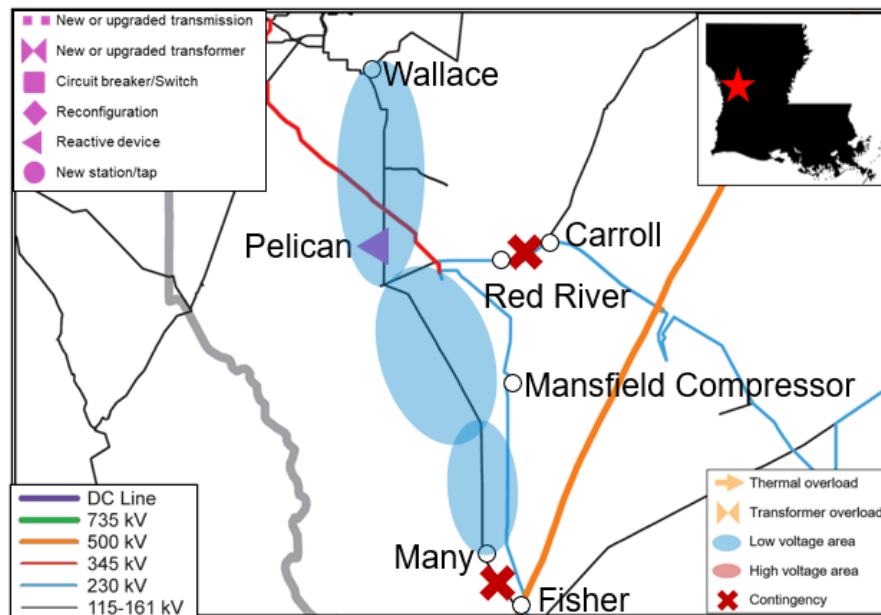 New or upgraded transmission
New or upgraded transformer
Circuit breaker/Switch
Reconfiguration
Reactive device
New station/tap
Wallace
Pelican
Carroll
Red River
Mansfield Compressor
Many
Fisher
DC Line
735 kV
500 kV
345 kV
230 kV
115-161 kV
Thermal overload
Transformer overload
Low voltage area
High voltage area
Contingency